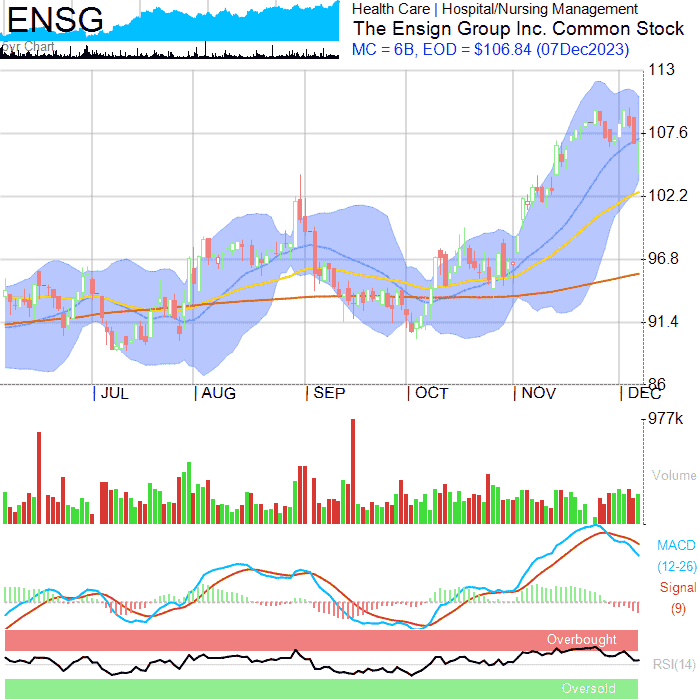 ENSG
5yr Chart
Health Care | Hospital/Nursing Management
The Ensign Group Inc. Common Stock
MC = 6B, EOD = $106.84 (07Dec2023)
113
107.6
102.2
96.8
91.4
86
JUL AUG SEP OCT NOV DEC
977k
Volume
MACD
(12-26)
Signal
(9)
Overbought
RSI(14)
Oversold